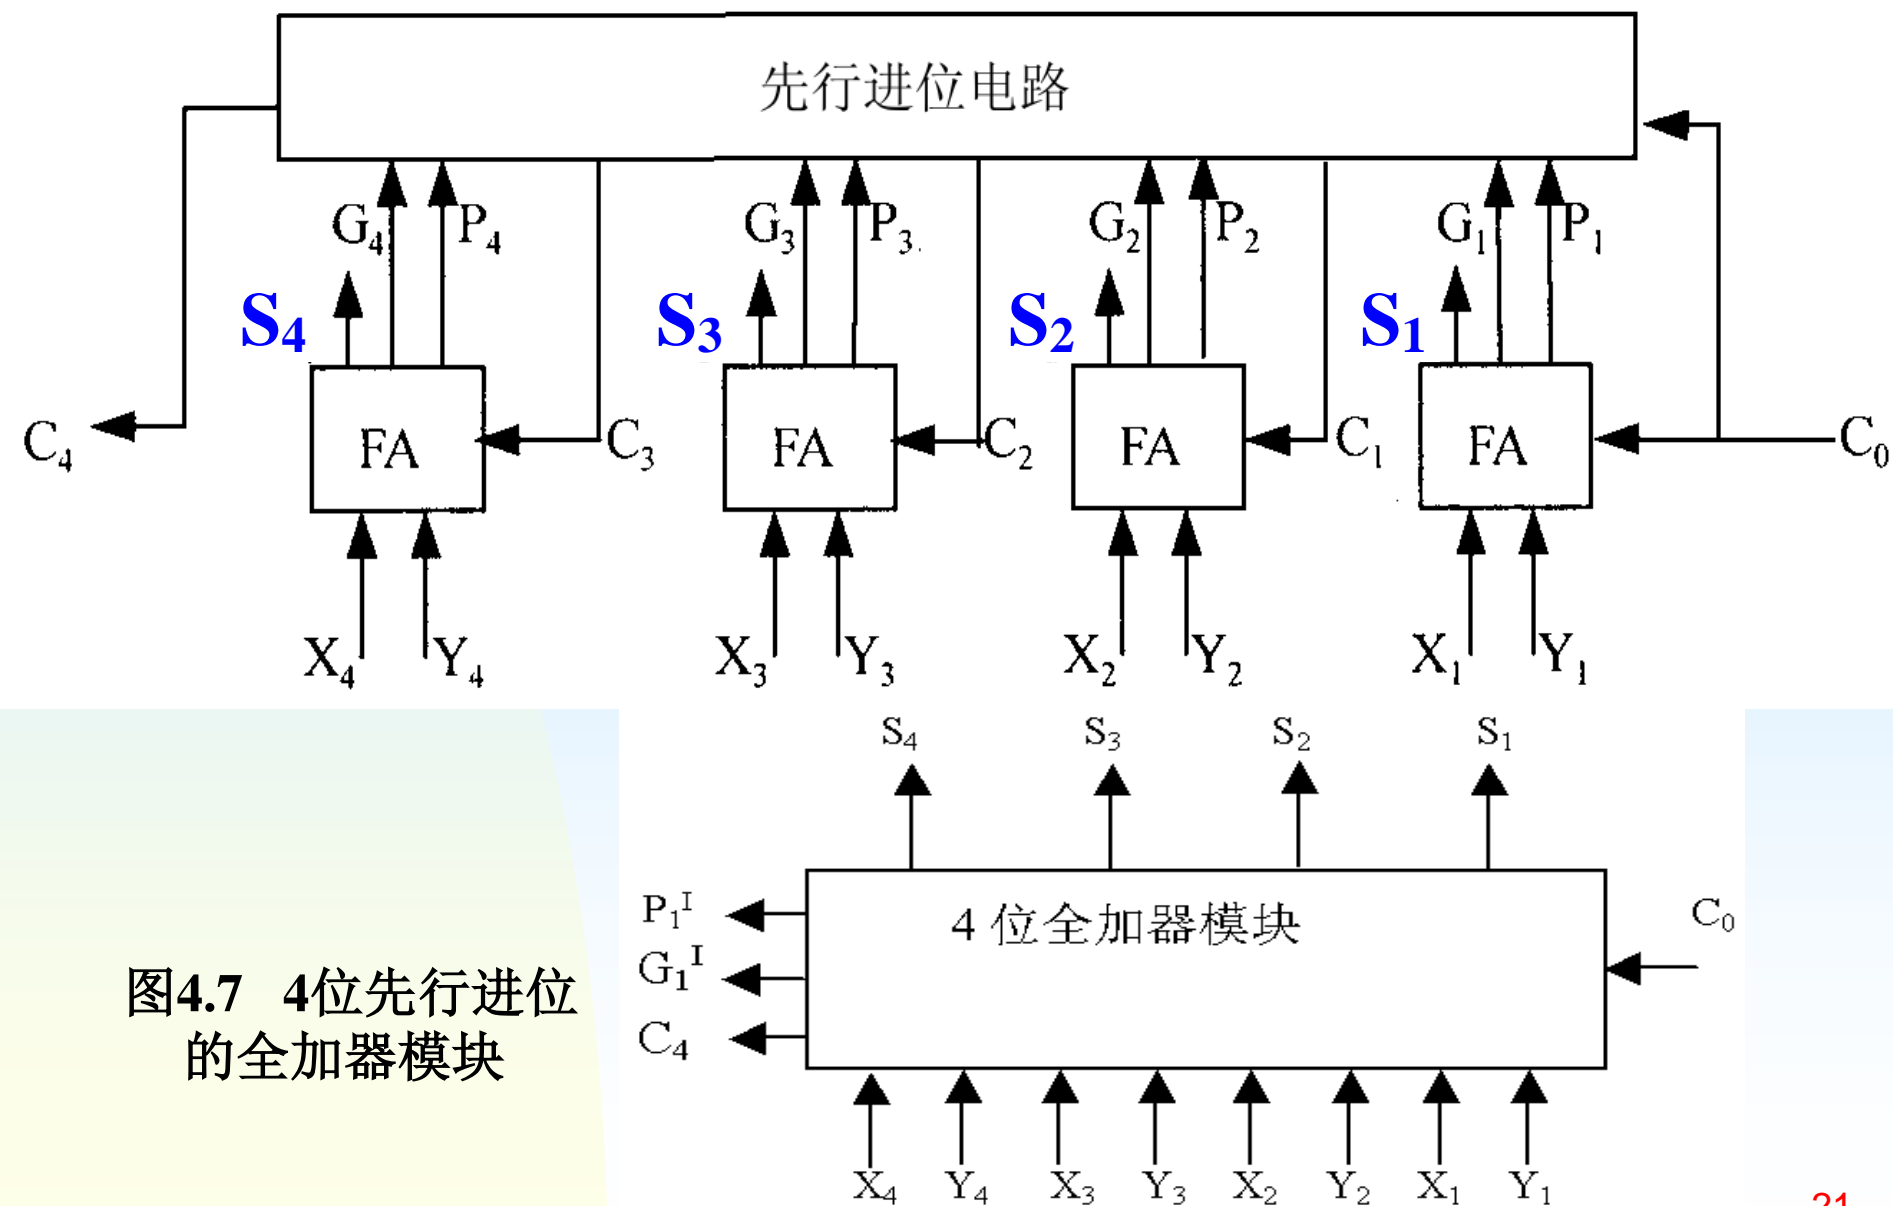 先行进位电路
G₄ P₄ G₃ P₃ G₂ P₂ G₁ P₁
S₄ S₃ S₂ S₁
C₄ FA C₃ FA C₂ FA C₁ FA C₀
X₄ Y₄ X₃ Y₃ X₂ Y₂ X₁ Y₁
S₄ S₃ S₂ S₁
P₁ᴵ 4 位全加器模块 C₀
G₁ᴵ
C₄
图4.7 4位先行进位
的全加器模块
X₄ Y₄ X₃ Y₃ X₂ Y₂ X₁ Y₁
21